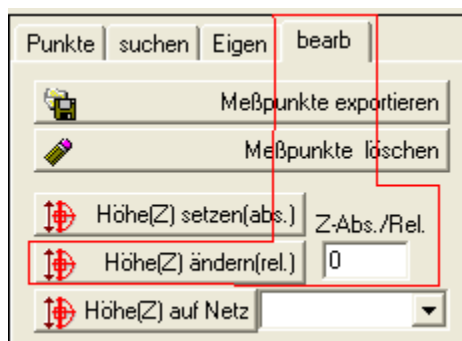 Punkte suchen Eigen bearb
Meßpunkte exportieren
Meßpunkte löschen
Höhe(Z) setzen(abs.) Z-Abs./Rel.
Höhe(Z) ändern(rel.) 0
Höhe(Z) auf Netz